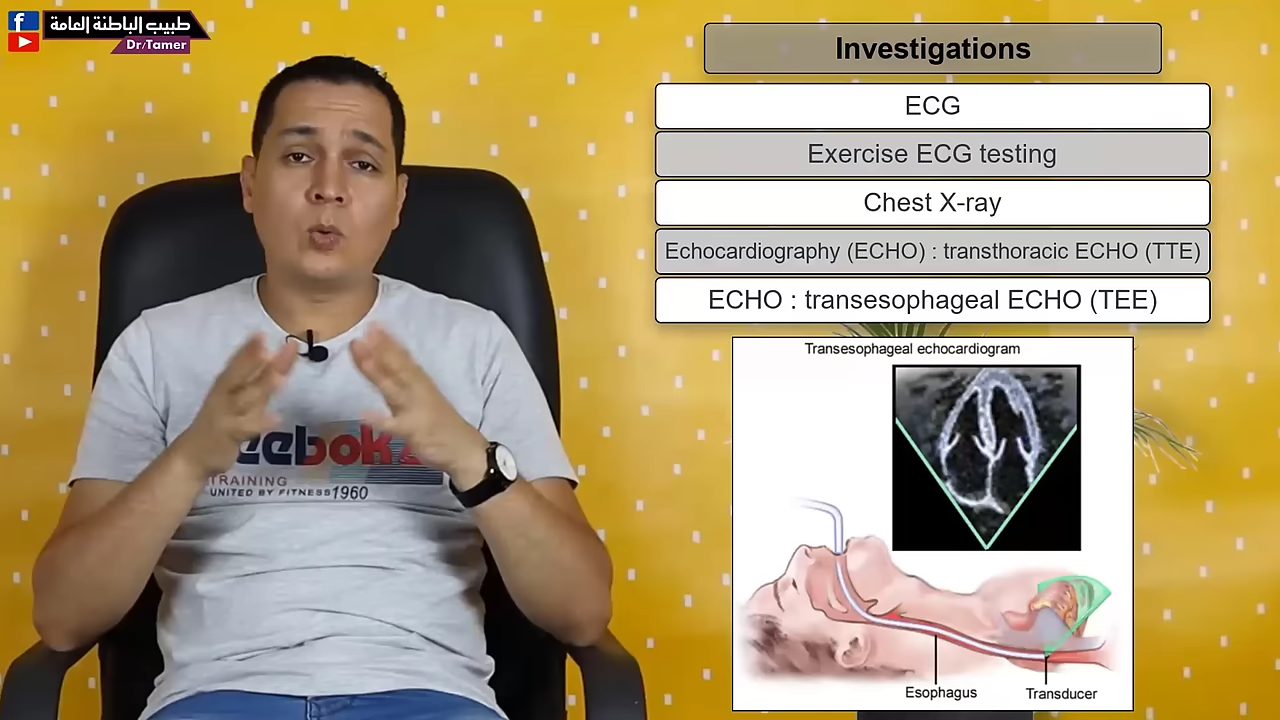 طبيب الباطنة العامة
Dr/Tamer
Investigations
ECG
Exercise ECG testing
Chest X-ray
Echocardiography (ECHO) : transthoracic ECHO (TTE)
ECHO : transesophageal ECHO (TEE)
Transesophageal echocardiogram
Esophagus
Transducer
eebok
TRAINING
UNITED BY FITNESS 1960